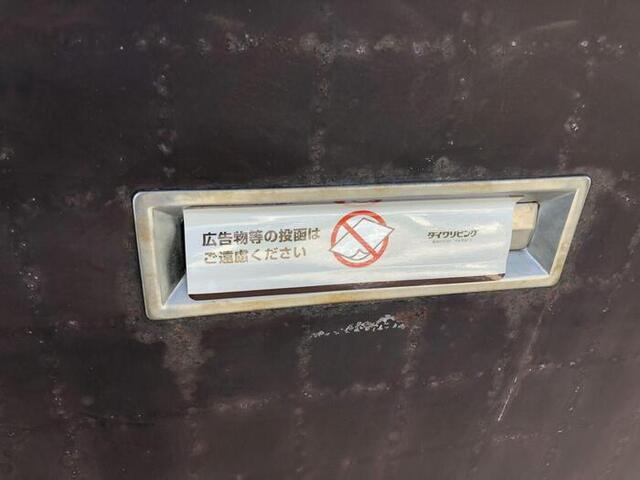 広告物等の投函は
ご遠慮ください
ダイワリビング